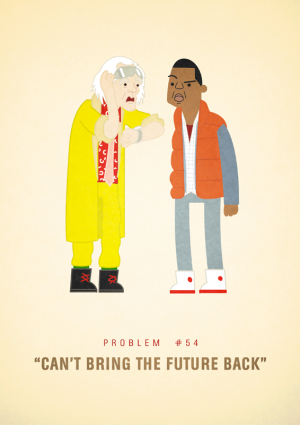 PROBLEM #54
“CAN’T BRING THE FUTURE BACK”